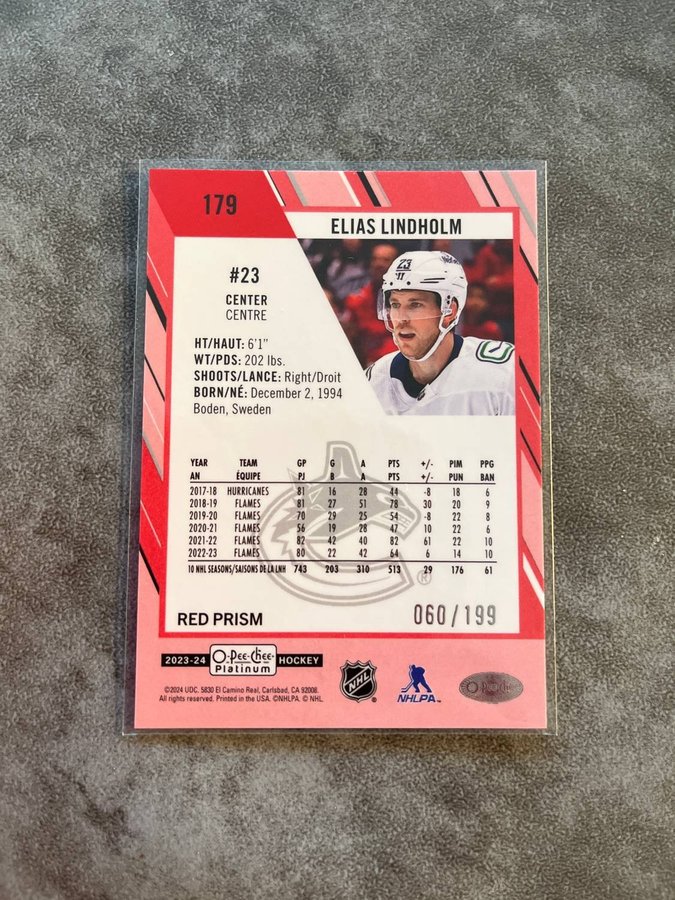 179
ELIAS LINDHOLM
23
#23
CENTER
CENTRE
HT/HAUT: 6'1"
WT/PDS: 202 lbs.
SHOOTS/LANCE: Right/Droit
BORN/NÉ: December 2, 1994
Boden, Sweden
YEAR TEAM GP G A PTS +/- PIM PPG
AN ÉQUIPE PJ B A PTS +/- PUN BAN
2017-18 HURRICANES 81 16 28 44 -8 18 6
2018-19 FLAMES 81 27 51 78 30 20 9
2019-20 FLAMES 70 29 25 54 -8 22 8
2020-21 FLAMES 56 19 28 47 10 22 6
2021-22 FLAMES 82 42 40 82 61 22 10
2022-23 FLAMES 80 22 42 64 6 14 10
10 NHL SEASONS/SAISONS DE LA LNH 743 203 310 513 29 176 61
®
RED PRISM
060/199
2023-24 O-Pee-Chee Platinum HOCKEY
©2024 UDC. 5830 El Camino Real, Carlsbad, CA 92008.
All rights reserved. Printed in the USA. ©NHLPA. © NHL.
NHL
NHLPA
O-Pee-Chee